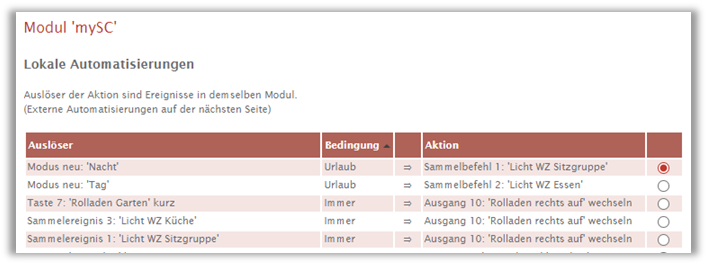 Modul 'mySC'
Lokale Automatisierungen
Auslöser der Aktion sind Ereignisse in demselben Modul.
(Externe Automatisierungen auf der nächsten Seite)
Auslöser Bedingung Aktion
Modus neu: 'Nacht' Urlaub ⇒ Sammelbefehl 1: 'Licht WZ Sitzgruppe'
Modus neu: 'Tag' Urlaub ⇒ Sammelbefehl 2: 'Licht WZ Essen'
Taste 7: 'Rolladen Garten' kurz Immer ⇒ Ausgang 10: 'Rolladen rechts auf' wechseln
Sammelereignis 3: 'Licht WZ Küche' Immer ⇒ Ausgang 10: 'Rolladen rechts auf' wechseln
Sammelereignis 1: 'Licht WZ Sitzgruppe' Immer ⇒ Ausgang 10: 'Rolladen rechts auf' wechseln